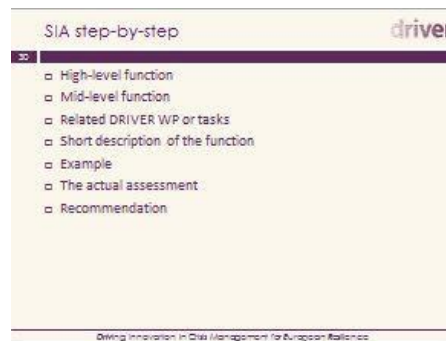 SIA step-by-step
driver
20
High-level function
Mid-level function
Related DRIVER WP or tasks
Short description of the function
Example
The actual assessment
Recommendation
Driving Innovation in Crisis Management for European Resilience